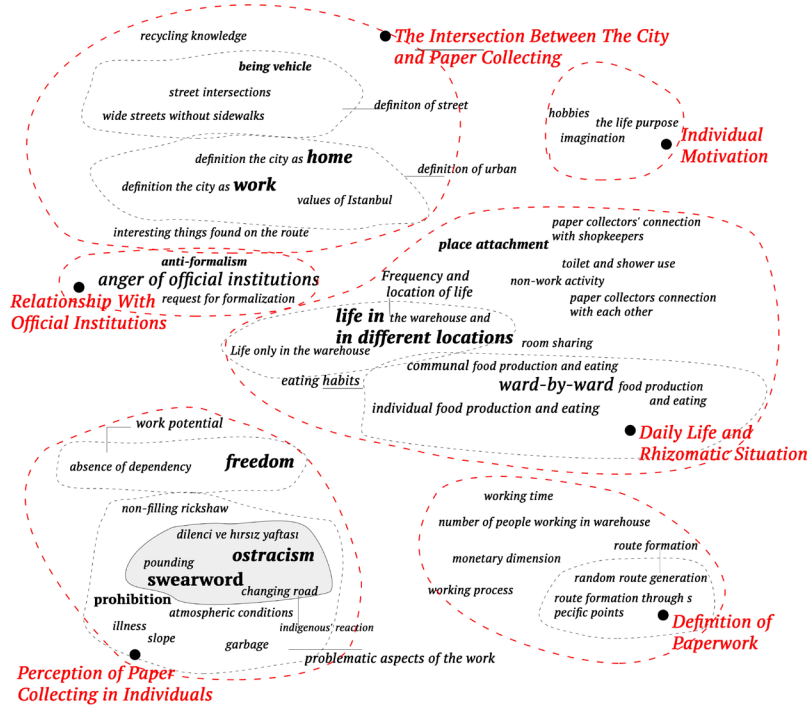 recycling knowledge
The Intersection Between The City
and Paper Collecting
being vehicle
street intersections
wide streets without sidewalks
definiton of street
definition the city as home
definition the city as work
values of Istanbul
definition of urban
interesting things found on the route
hobbies
the life purpose
imagination
Individual
Motivation
anti-formalism
anger of official institutions
request for formalization
Relationship With
Official Institutions
paper collectors' connection
with shopkeepers
place attachment
toilet and shower use
non-work activity
paper collectors connection
with each other
Frequency and
location of life
life in the warehouse and
in different locations
Life only in the warehouse
room sharing
communal food production and eating
eating habits
ward-by-ward food production
and eating
individual food production and eating
Daily Life and
Rhizomatic Situation
work potential
absence of dependency
freedom
non-filling rickshaw
dilenci ve hırsız yaftası
ostracism
pounding
swearword
changing road
prohibition
atmospheric conditions
illness
indigenous' reaction
slope
garbage
problematic aspects of the work
Perception of Paper
Collecting in Individuals
working time
number of people working in warehouse
route formation
monetary dimension
random route generation
working process
route formation through s
pecific points
Definition of
Paperwork